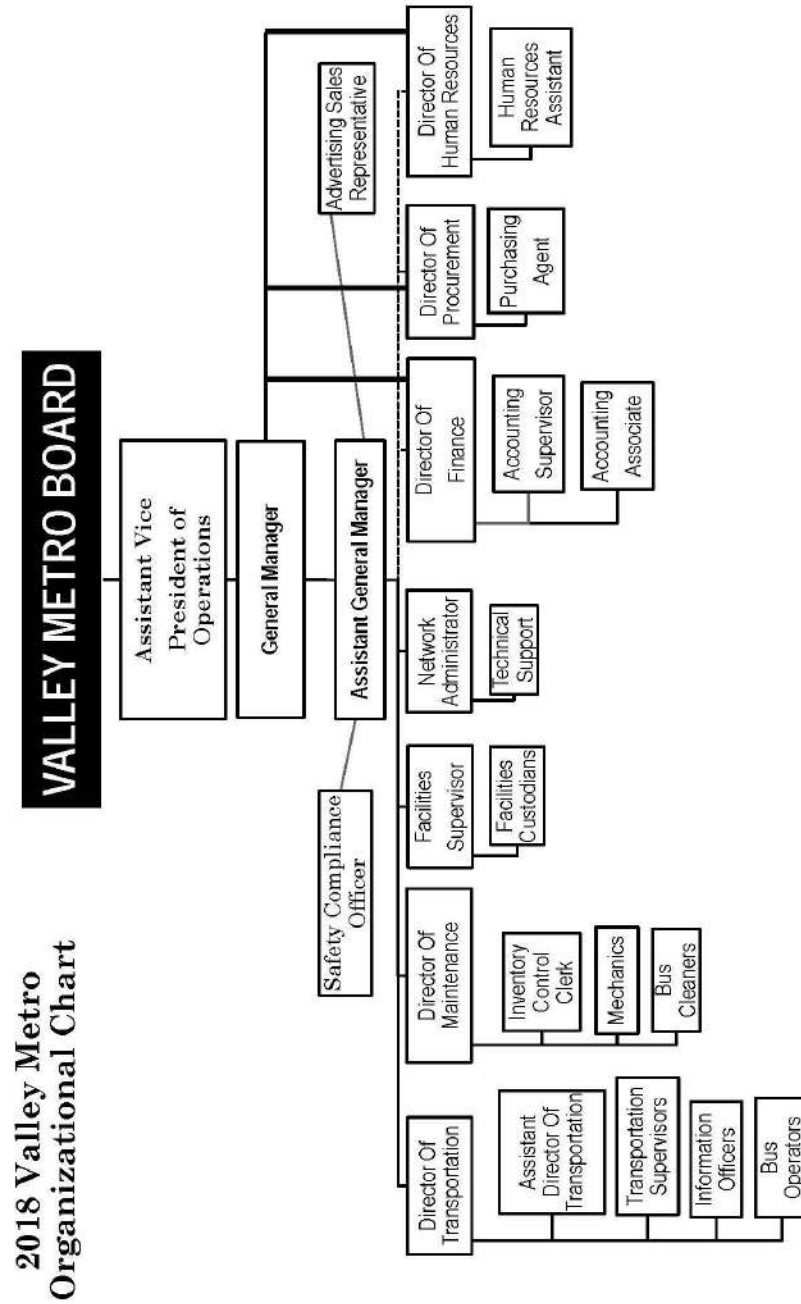 2018 Valley Metro
Organizational Chart
VALLEY METRO BOARD
Assistant Vice
President of
Operations
General Manager
Safety Compliance
Officer
Assistant General Manager
Advertising Sales
Representative
Director Of
Transportation
Assistant
Director Of
Transportation
Transportation
Supervisors
Information
Officers
Bus
Operators
Director Of
Maintenance
Inventory
Control
Clerk
Mechanics
Bus
Cleaners
Facilities
Supervisor
Facilities
Custodians
Network
Administrator
Technical
Support
Director Of
Finance
Accounting
Supervisor
Accounting
Associate
Director Of
Procurement
Purchasing
Agent
Director Of
Human Resources
Human
Resources
Assistant